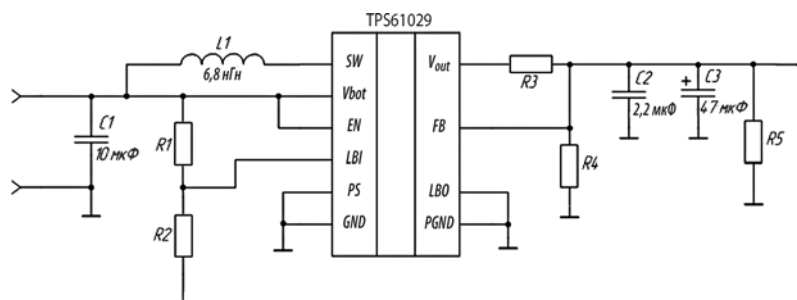 TPS61029
L1
6,8 нГн
SW
Vbot
EN
LBI
PS
GND
Vout
FB
LBO
PGND
C1
10 мкФ
R1
R2
R3
R4
C2
2,2 мкФ
+ C3
47 мкФ
R5